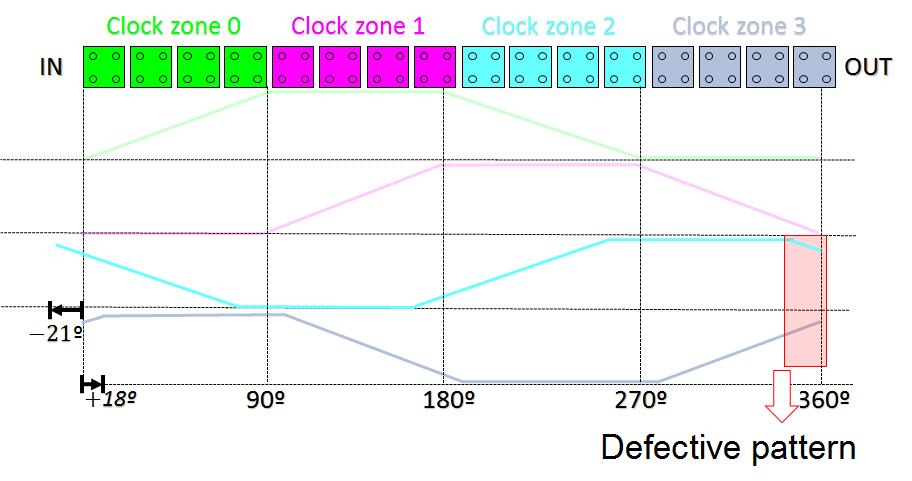 Clock zone 0 Clock zone 1 Clock zone 2 Clock zone 3
IN OUT
−21º
+18º 90º 180º 270º 360º
Defective pattern